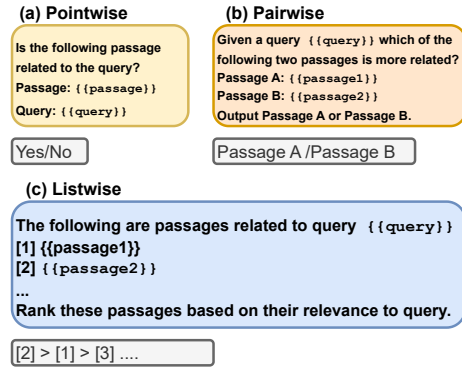 (a) Pointwise
Is the following passage
related to the query?
Passage: {{passage}}
Query: {{query}}
Yes/No
(b) Pairwise
Given a query {{query}} which of the
following two passages is more related?
Passage A: {{passage1}}
Passage B: {{passage2}}
Output Passage A or Passage B.
Passage A /Passage B
(c) Listwise
The following are passages related to query {{query}}
[1] {{passage1}}
[2] {{passage2}}
...
Rank these passages based on their relevance to query.
[2] > [1] > [3] ....